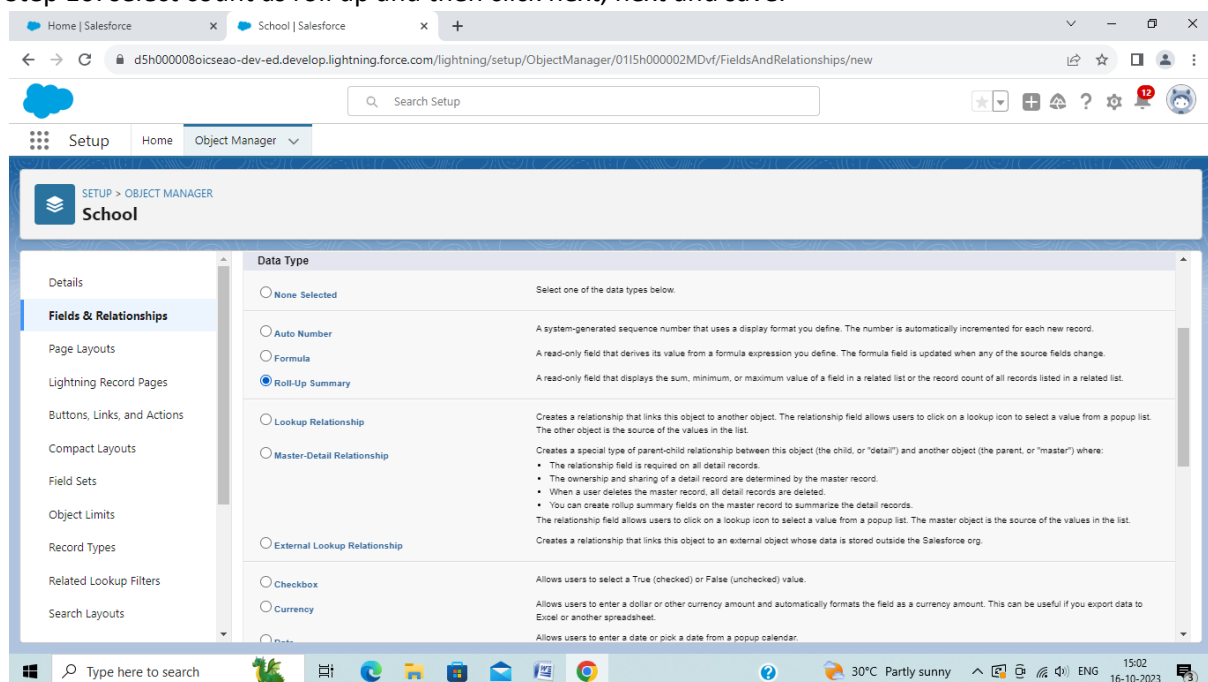 Home | Salesforce
School | Salesforce
d5h000008oicseao-dev-ed.develop.lightning.force.com/lightning/setup/ObjectManager/01I5h000002MDvf/FieldsAndRelationships/new
Search Setup
12
Setup Home Object Manager
SETUP > OBJECT MANAGER
School
Details
Fields & Relationships
Page Layouts
Lightning Record Pages
Buttons, Links, and Actions
Compact Layouts
Field Sets
Object Limits
Record Types
Related Lookup Filters
Search Layouts
Data Type
None Selected
Select one of the data types below.
Auto Number
A system-generated sequence number that uses a display format you define. The number is automatically incremented for each new record.
Formula
A read-only field that derives its value from a formula expression you define. The formula field is updated when any of the source fields change.
Roll-Up Summary
A read-only field that displays the sum, minimum, or maximum value of a field in a related list or the record count of all records listed in a related list.
Lookup Relationship
Creates a relationship that links this object to another object. The relationship field allows users to click on a lookup icon to select a value from a popup list.
The other object is the source of the values in the list.
Master-Detail Relationship
Creates a special type of parent-child relationship between this object (the child, or "detail") and another object (the parent, or "master") where:
• The relationship field is required on all detail records.
• The ownership and sharing of a detail record are determined by the master record.
• When a user deletes the master record, all detail records are deleted.
• You can create rollup summary fields on the master record to summarize the detail records.
The relationship field allows users to click on a lookup icon to select a value from a popup list. The master object is the source of the values in the list.
External Lookup Relationship
Creates a relationship that links this object to an external object whose data is stored outside the Salesforce org.
Checkbox
Allows users to select a True (checked) or False (unchecked) value.
Currency
Allows users to enter a dollar or other currency amount and automatically formats the field as a currency amount. This can be useful if you export data to
Excel or another spreadsheet.
Allows users to enter a date or pick a date from a popup calendar.
Type here to search
30°C Partly sunny
ENG
15:02
16-10-2023
3